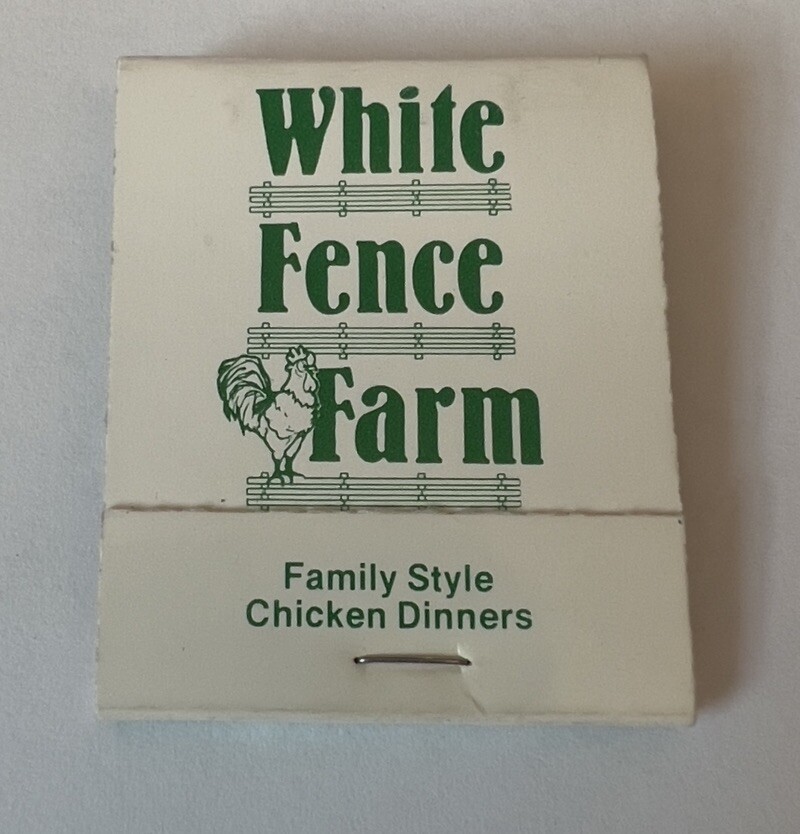 White
Fence
Farm
Family Style
Chicken Dinners